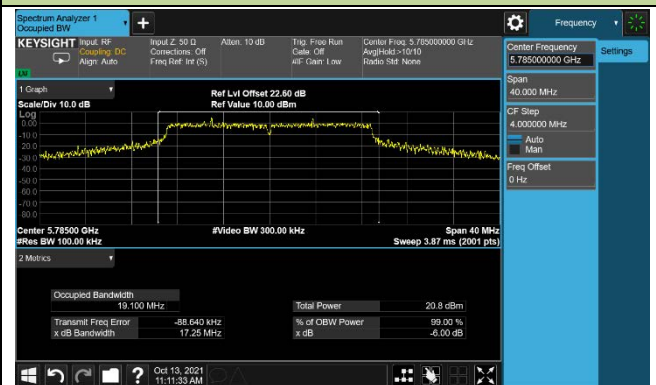 Spectrum Analyzer 1
Occupied BW
Frequency
KEYSIGHT
Input: RF
Coupling: DC
Align: Auto
Input Z: 50 Ω
Corrections: Off
Freq Ref: Int (S)
Atten: 10 dB
Trig: Free Run
Gate: Off
#IF Gain: Low
Center Freq: 5.785000000 GHz
Avg|Hold:>10/10
Radio Std: None
LW
Center Frequency
5.785000000 GHz
Settings
Span
40.000 MHz
CF Step
4.000000 MHz
Auto
Man
Freq Offset
0 Hz
1 Graph
Scale/Div 10.0 dB
Ref Lvl Offset 22.60 dB
Ref Value 10.00 dBm
Log
0.00
-10.0
-20.0
-30.0
-40.0
-50.0
-60.0
-70.0
-80.0
Center 5.78500 GHz
#Video BW 300.00 kHz
Span 40 MHz
#Res BW 100.00 kHz
Sweep 3.87 ms (2001 pts)
2 Metrics
Occupied Bandwidth
19.100 MHz
Total Power
20.8 dBm
Transmit Freq Error
-88.640 kHz
% of OBW Power
99.00 %
x dB Bandwidth
17.25 MHz
x dB
-6.00 dB
?
Oct 13, 2021
11:11:33 AM